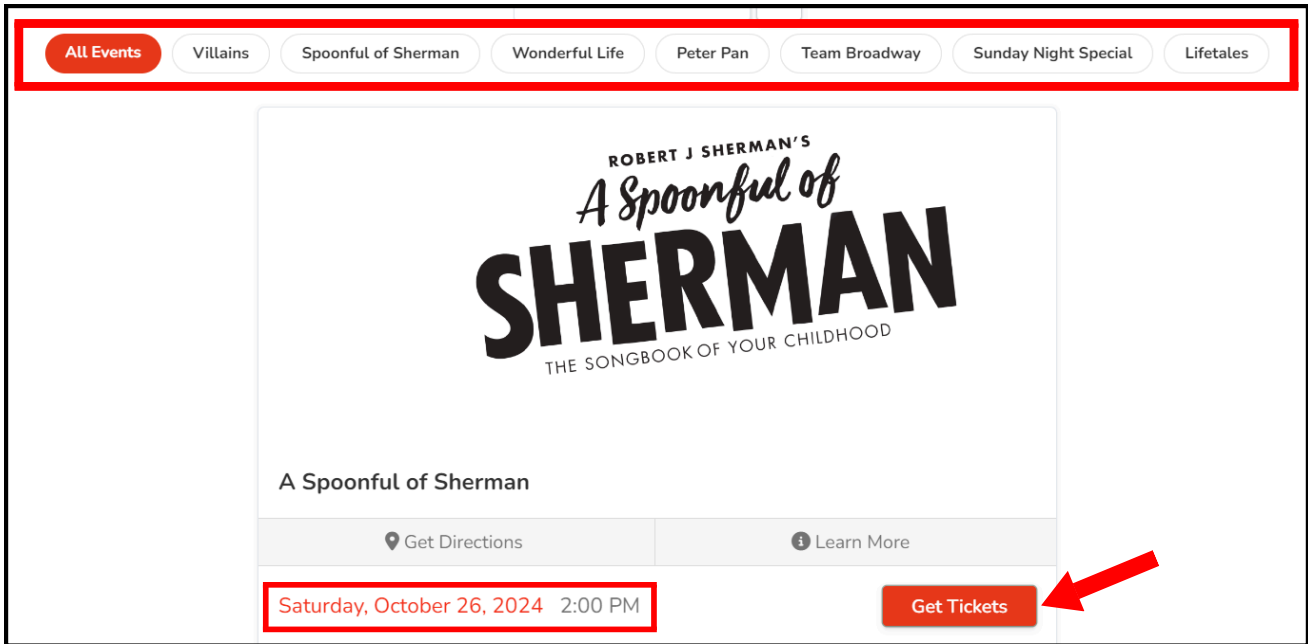 All Events Villains Spoonful of Sherman Wonderful Life Peter Pan Team Broadway Sunday Night Special Lifetales
ROBERT J SHERMAN'S
A Spoonful of
SHERMAN
THE SONGBOOK OF YOUR CHILDHOOD
A Spoonful of Sherman
Get Directions Learn More
Saturday, October 26, 2024 2:00 PM Get Tickets